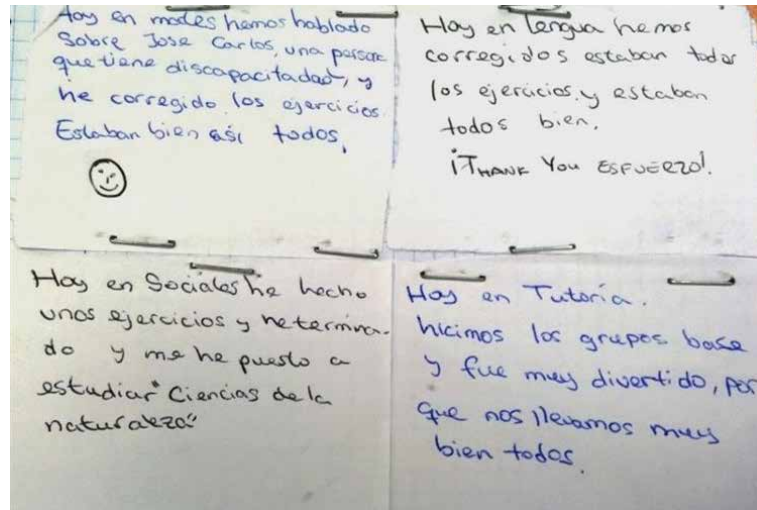 Hoy en mates hemos hablado
Sobre Jose Carlos, una persona
que tiene discapacitadad, y
he corregido los ejercicios.
Estaban bien así todos.
Hoy en lengua hemos
corregidos estaban todos
los ejercicios. y estaban
todos bien.
¡THANK YOU ESFUERZO!.
Hoy en Sociales he hecho
unos ejercicios y he termina-
do y me he puesto a
estudiar "Ciencias de la
naturaleza"
Hoy en Tutoría.
hicimos los grupos base
y fue muy divertido, por
que nos llevamos muy
bien todos.